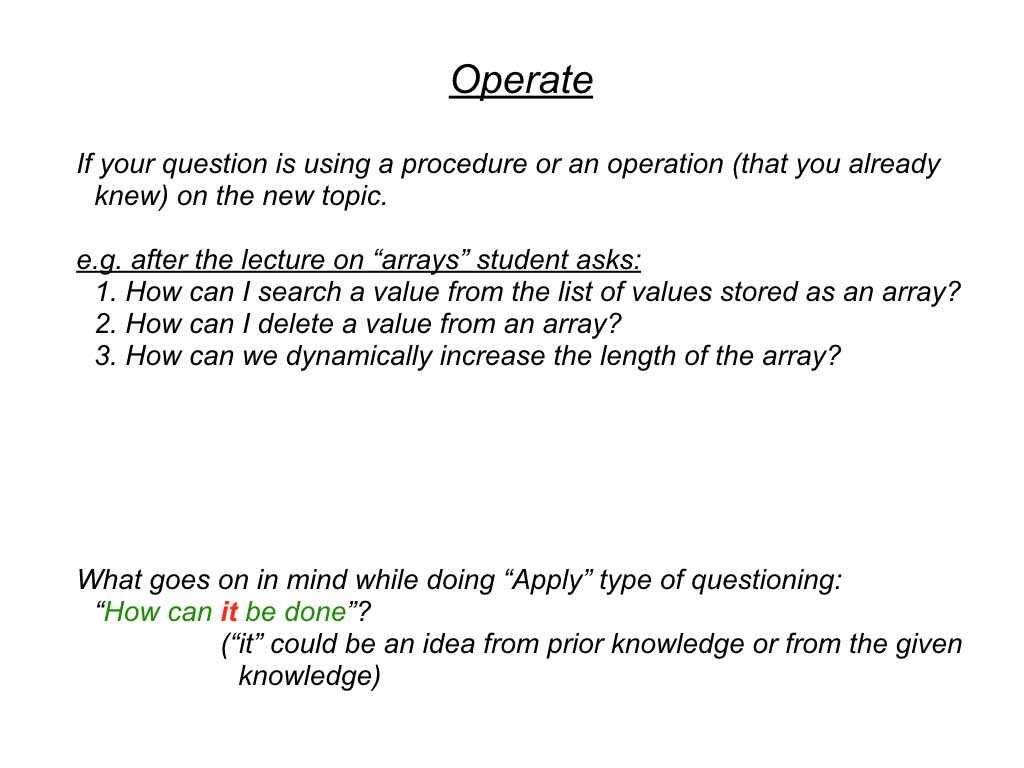 Operate
If your question is using a procedure or an operation (that you already
knew) on the new topic.
e.g. after the lecture on “arrays” student asks:
1. How can I search a value from the list of values stored as an array?
2. How can I delete a value from an array?
3. How can we dynamically increase the length of the array?
What goes on in mind while doing “Apply” type of questioning:
“How can it be done”?
(“it” could be an idea from prior knowledge or from the given
knowledge)